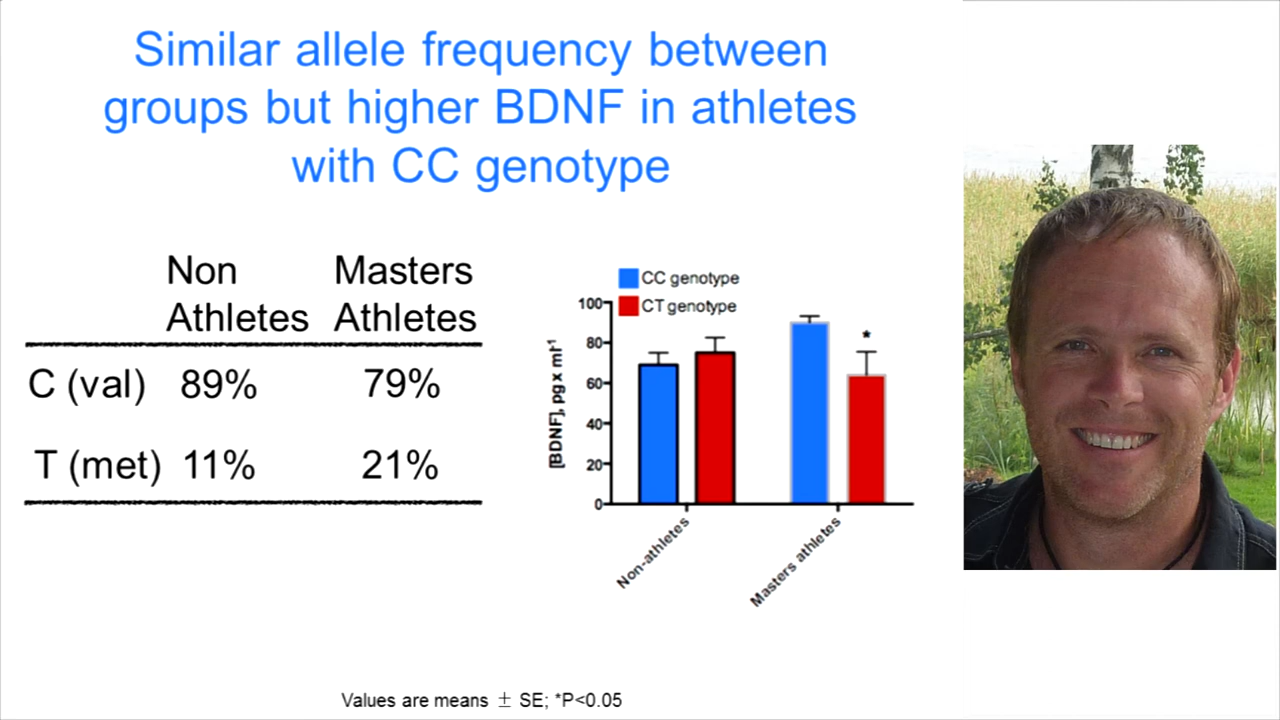 Similar allele frequency between
groups but higher BDNF in athletes
with CC genotype
Non Masters
Athletes Athletes
C (val) 89% 79%
T (met) 11% 21%
CC genotype
CT genotype
100
80
60
40
20
0
[BDNF], pg x ml-1
*
Non-athletes
Masters athletes
Values are means ± SE; *P<0.05